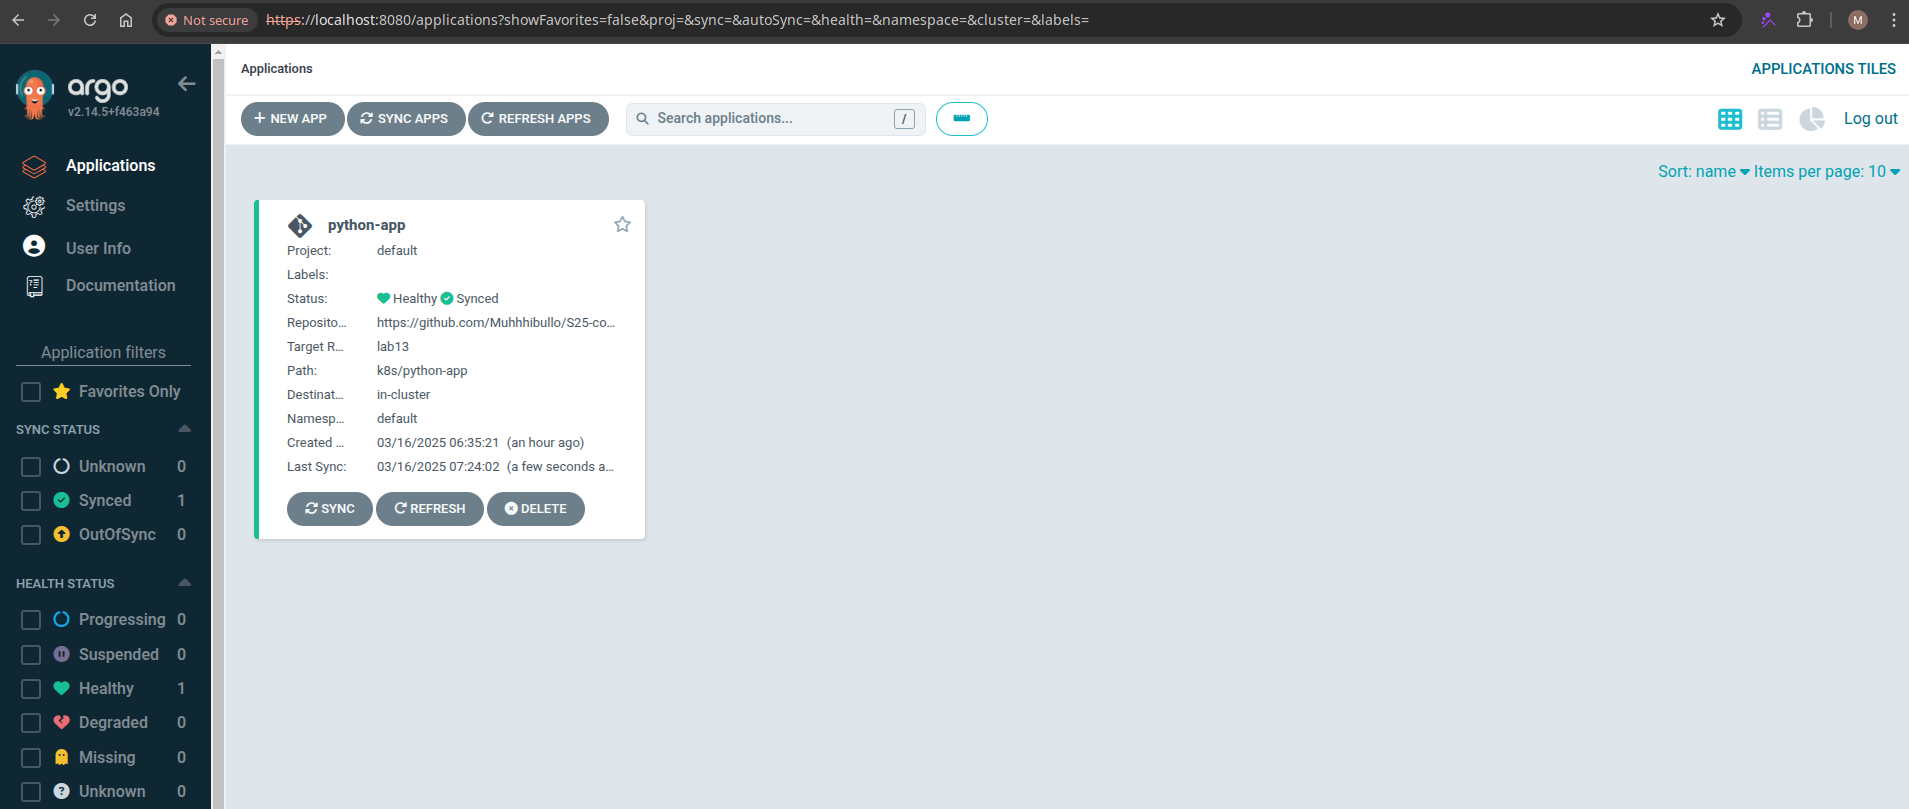 Not secure https://localhost:8080/applications?showFavorites=false&proj=&sync=&autoSync=&health=&namespace=&cluster=&labels= M
argo
v2.14.5+f463a94
Applications
Settings
User Info
Documentation
Application filters
Favorites Only
SYNC STATUS
Unknown 0
Synced 1
OutOfSync 0
HEALTH STATUS
Progressing 0
Suspended 0
Healthy 1
Degraded 0
Missing 0
Unknown 0
Applications APPLICATIONS TILES
+ NEW APP SYNC APPS REFRESH APPS Search applications... / Log out
Sort: name Items per page: 10
python-app
Project: default
Labels:
Status: Healthy Synced
Reposito... https://github.com/Muhhhibullo/S25-co...
Target R... lab13
Path: k8s/python-app
Destinat... in-cluster
Namesp... default
Created ... 03/16/2025 06:35:21 (an hour ago)
Last Sync: 03/16/2025 07:24:02 (a few seconds a...
SYNC REFRESH DELETE